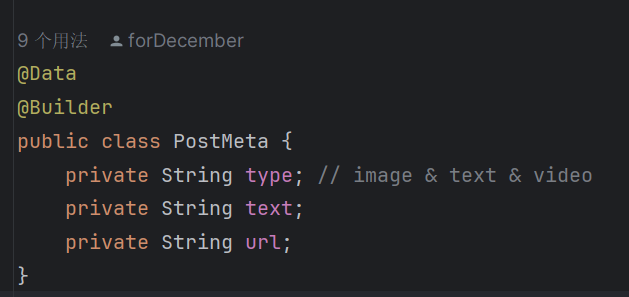 9 个用法 forDecember
@Data
@Builder
public class PostMeta {
    private String type; // image & text & video
    private String text;
    private String url;
}